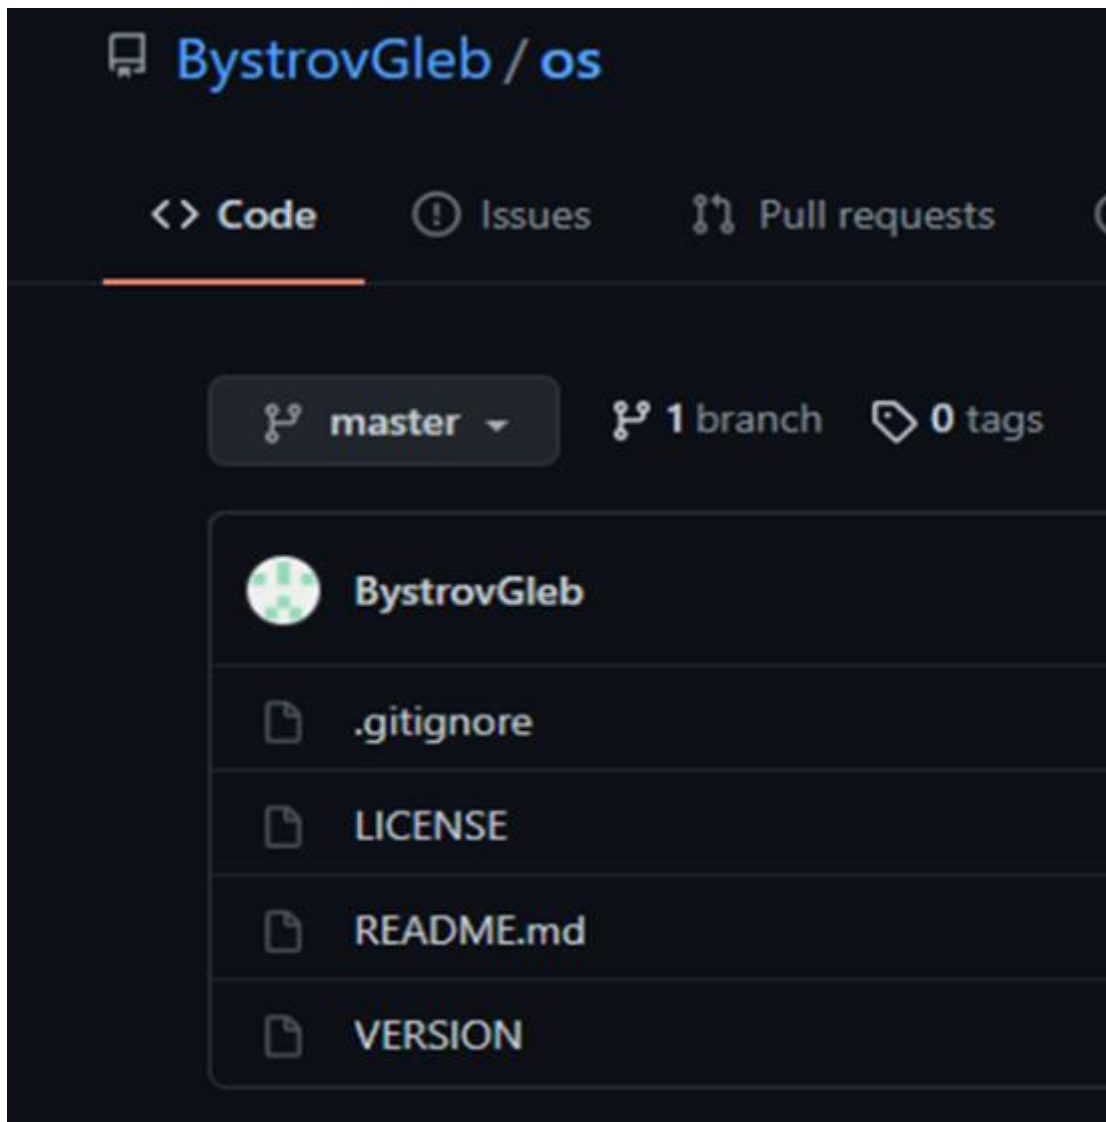 BystrovGleb / os
Code Issues Pull requests
master 1 branch 0 tags
BystrovGleb
.gitignore
LICENSE
README.md
VERSION